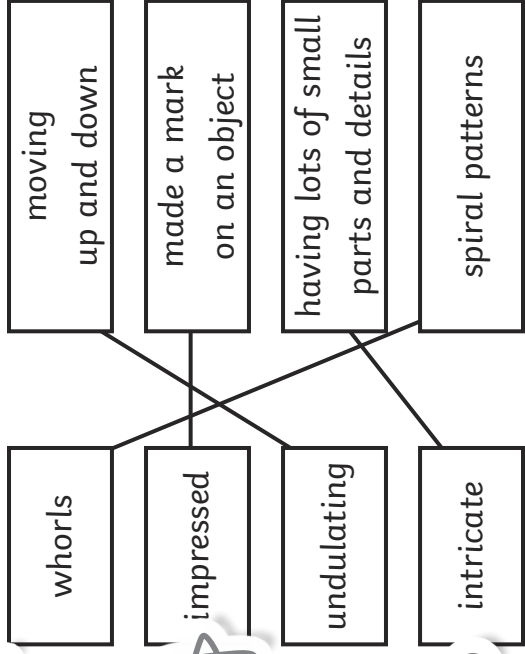 whorls
moving
up and down
impressed
made a mark
on an object
undulating
having lots of small
parts and details
intricate
spiral patterns